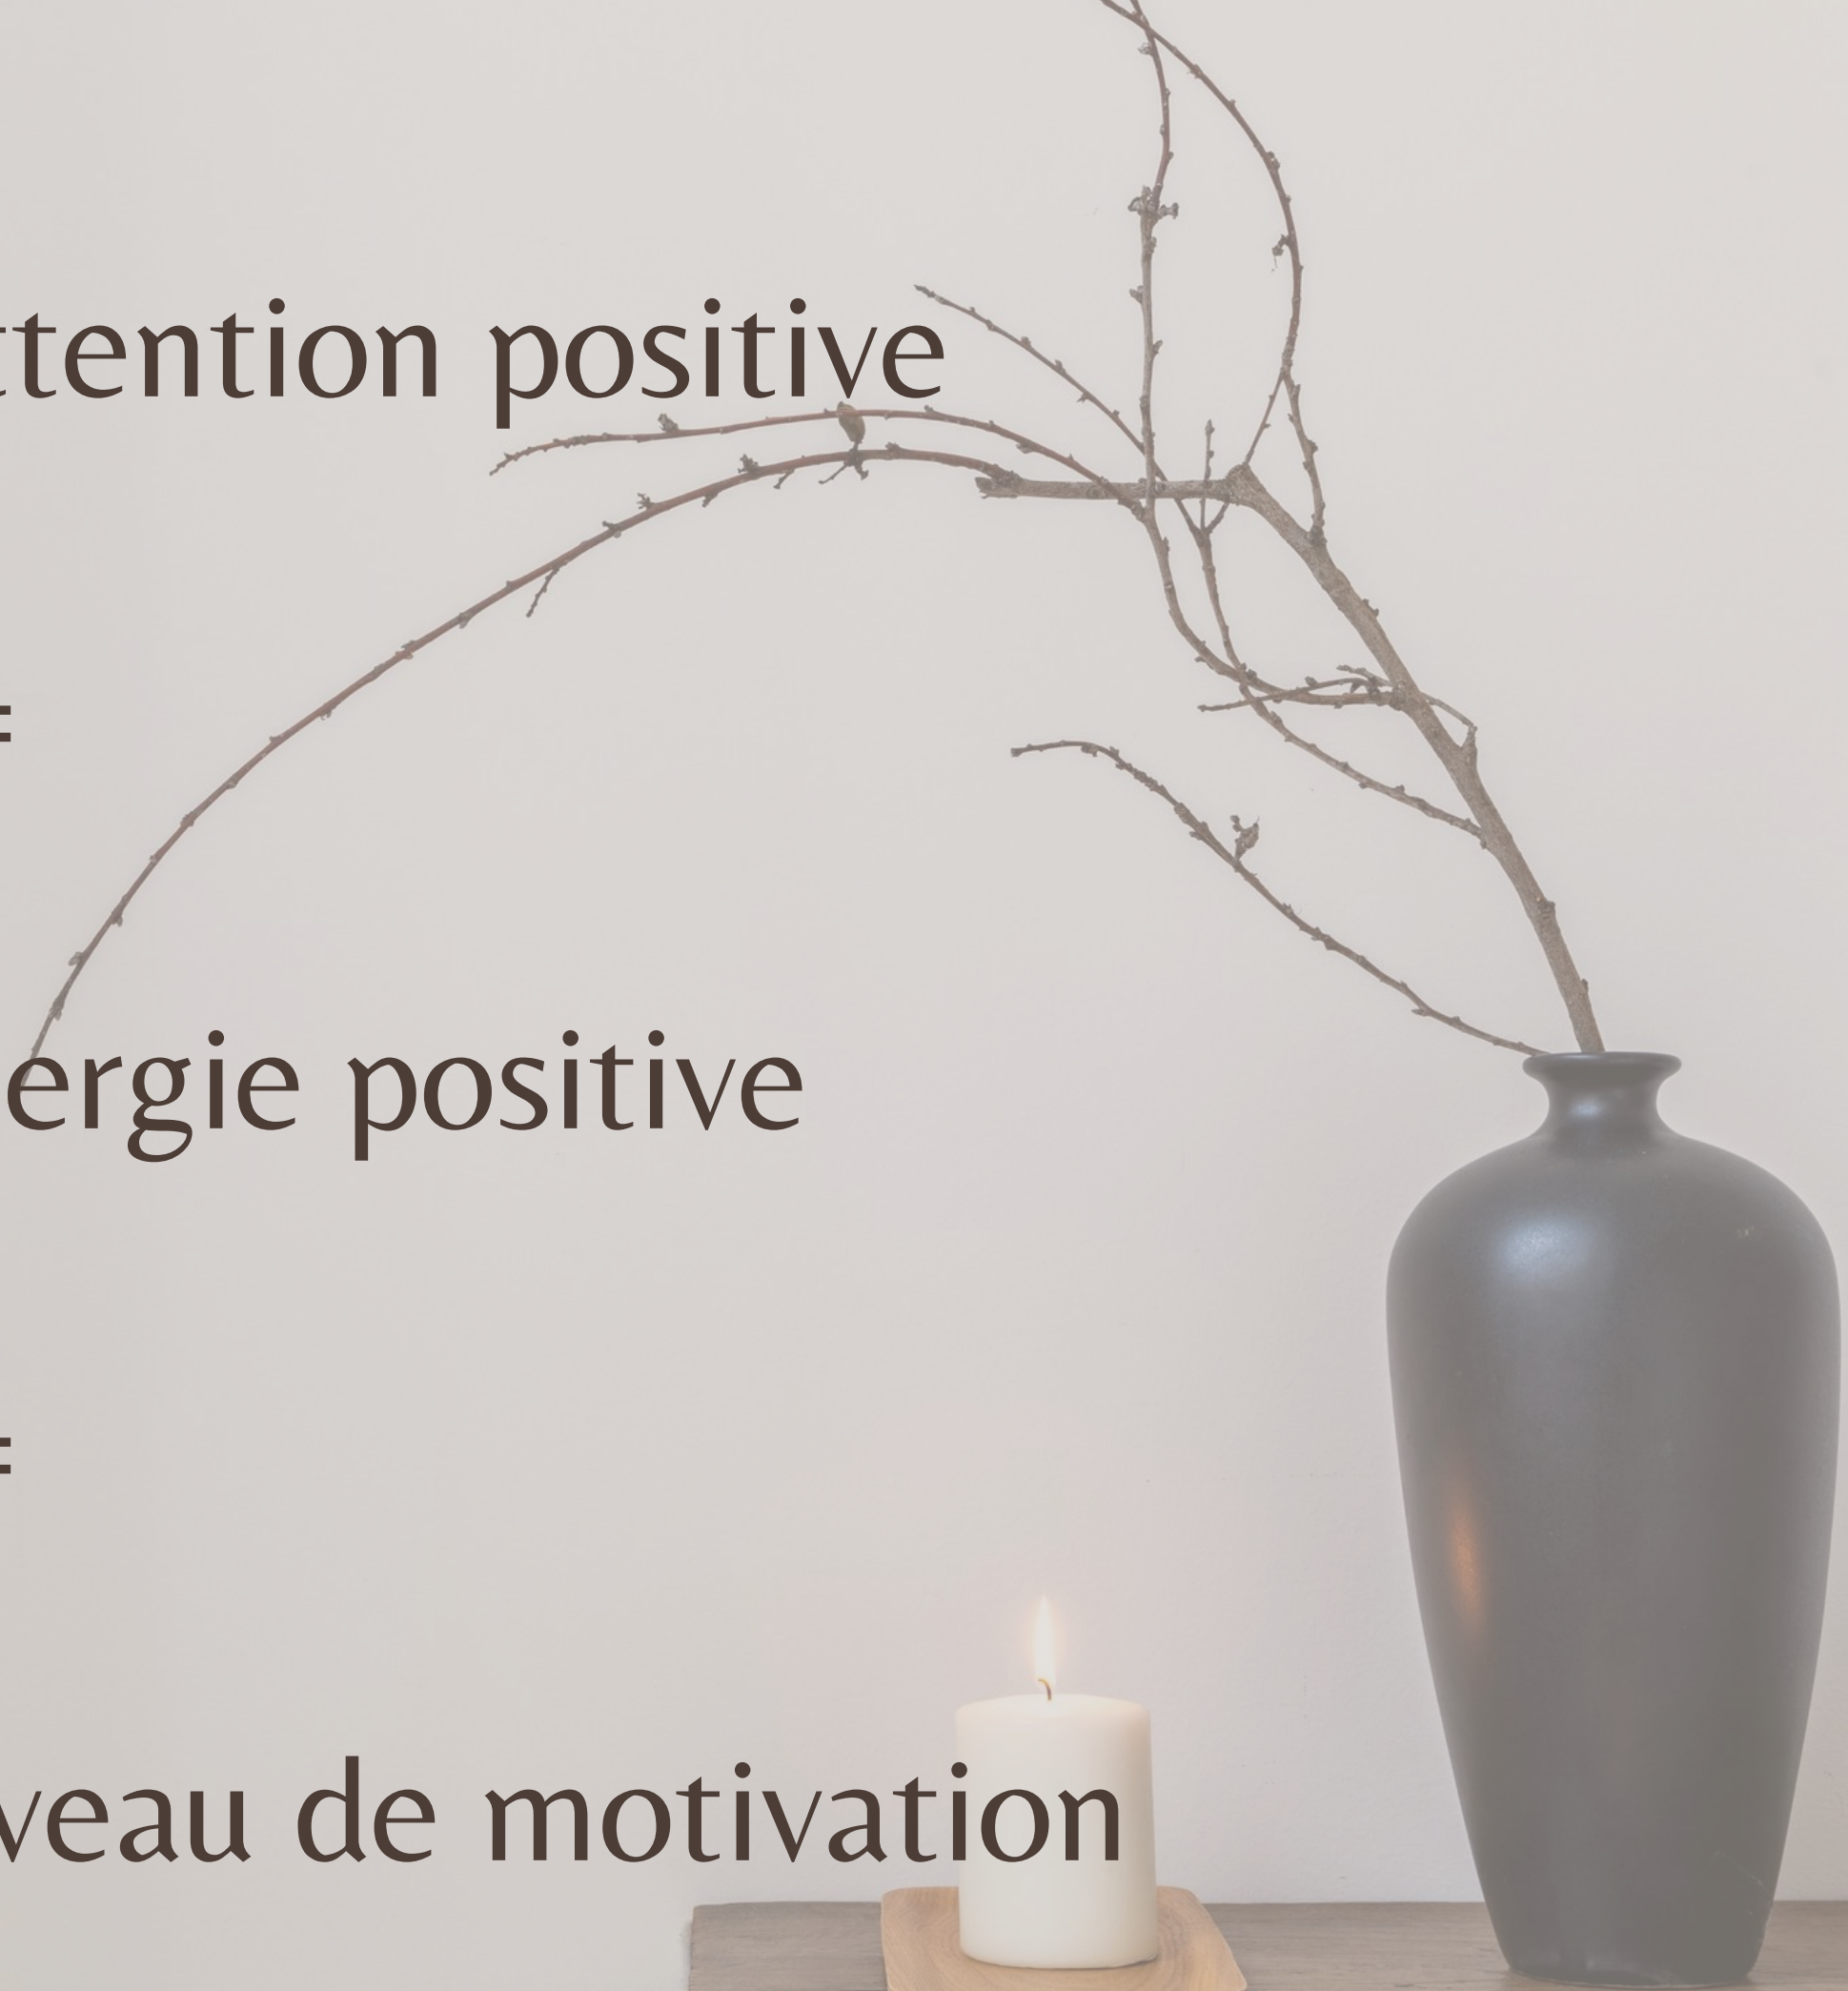 ttention positive
=
ergie positive
=
veau de motivation